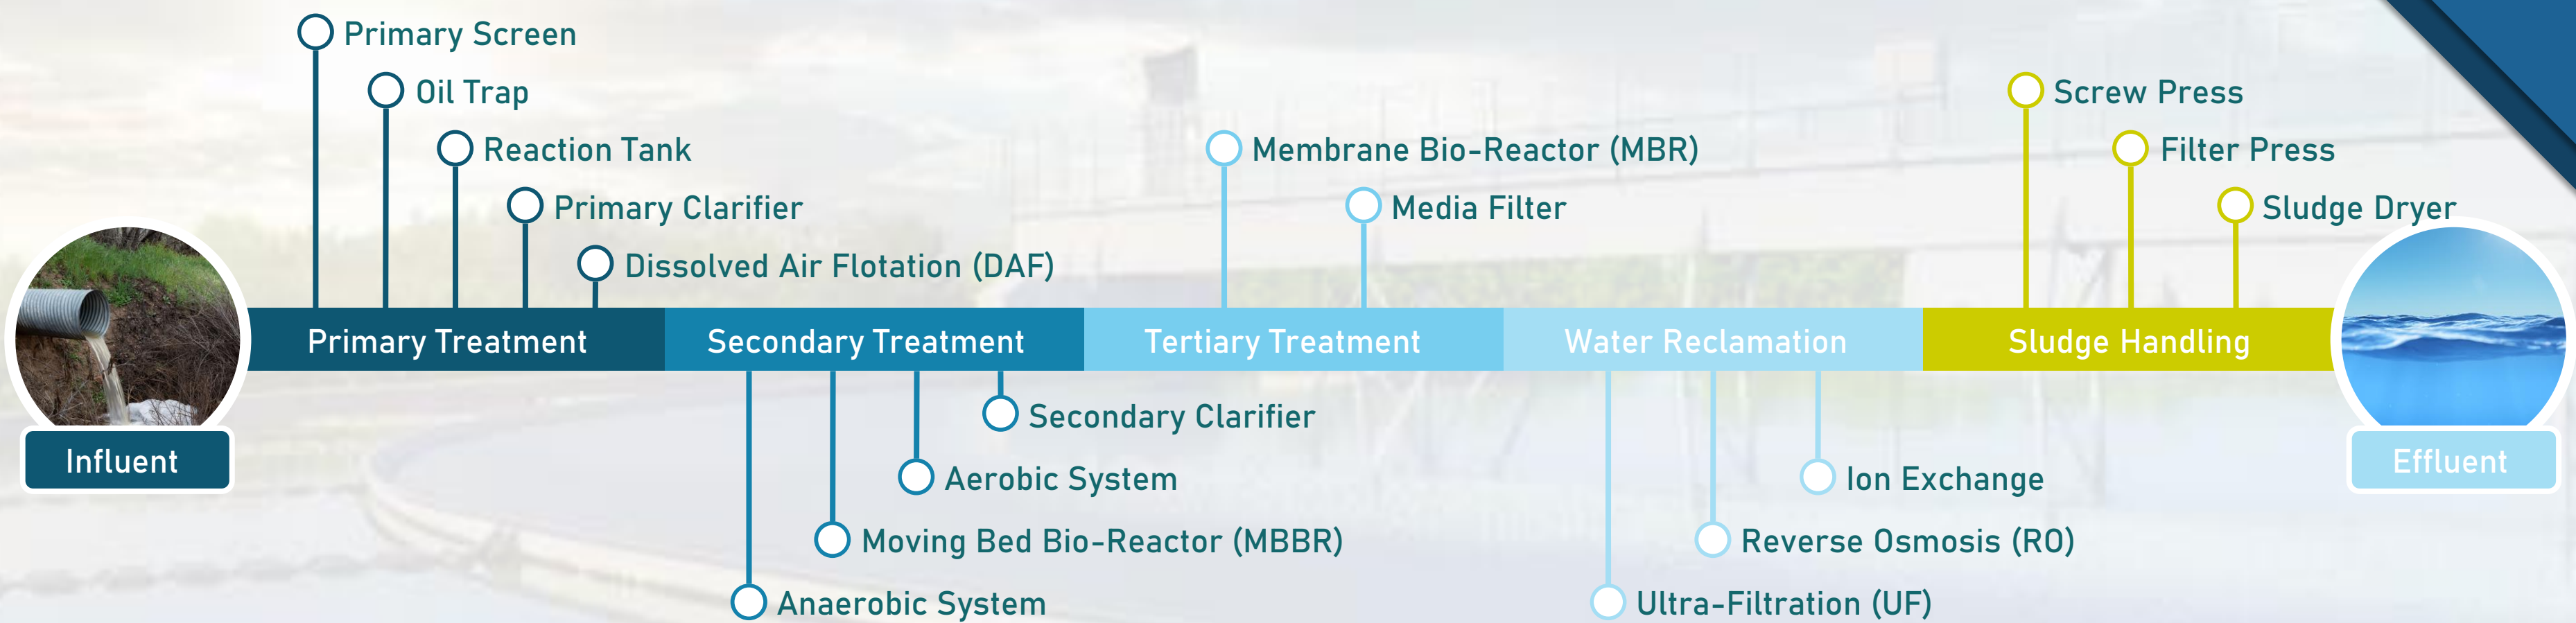 Primary Screen
Oil Trap
Reaction Tank
Primary Clarifier
Dissolved Air Flotation (DAF)
Membrane Bio-Reactor (MBR)
Media Filter
Screw Press
Filter Press
Sludge Dryer
Primary Treatment
Secondary Treatment
Tertiary Treatment
Water Reclamation
Sludge Handling
Influent
Effluent
Secondary Clarifier
Aerobic System
Moving Bed Bio-Reactor (MBBR)
Anaerobic System
Ion Exchange
Reverse Osmosis (RO)
Ultra-Filtration (UF)